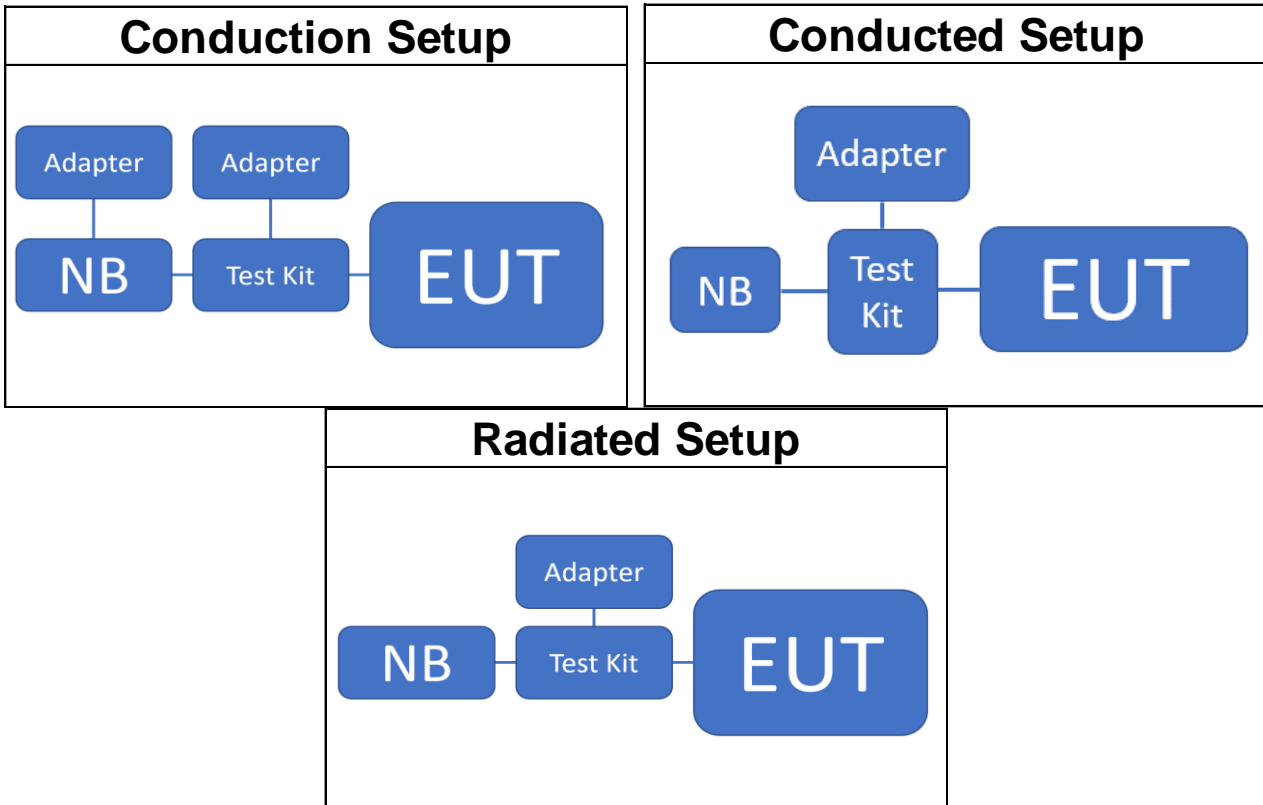 Conduction Setup
Adapter
Adapter
NB
Test Kit
EUT
Conducted Setup
Adapter
NB
Test
Kit
EUT
Radiated Setup
Adapter
NB
Test Kit
EUT